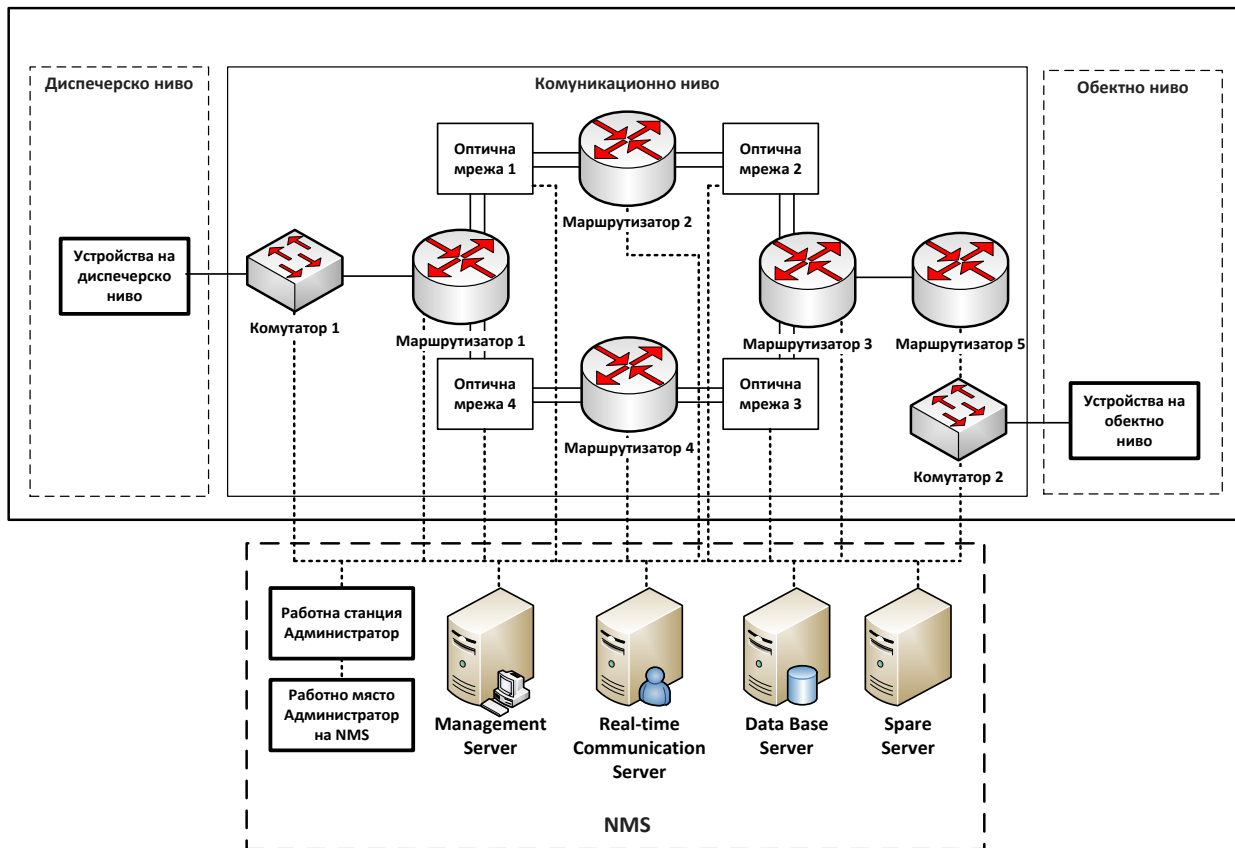 Диспечерско ниво
Комуникационно ниво
Обектно ниво
Оптична
мрежа 1
Оптична
мрежа 2
Маршрутизатор 2
Устройства на
диспечерско
ниво
Комутатор 1
Маршрутизатор 1
Маршрутизатор 3
Маршрутизатор 5
Оптична
мрежа 4
Оптична
мрежа 3
Маршрутизатор 4
Устройства на
обектно
ниво
Комутатор 2
Работна станция
Администратор
Работно място
Администратор
на NMS
Management
Server
Real-time
Communication
Server
Data Base
Server
Spare
Server
NMS